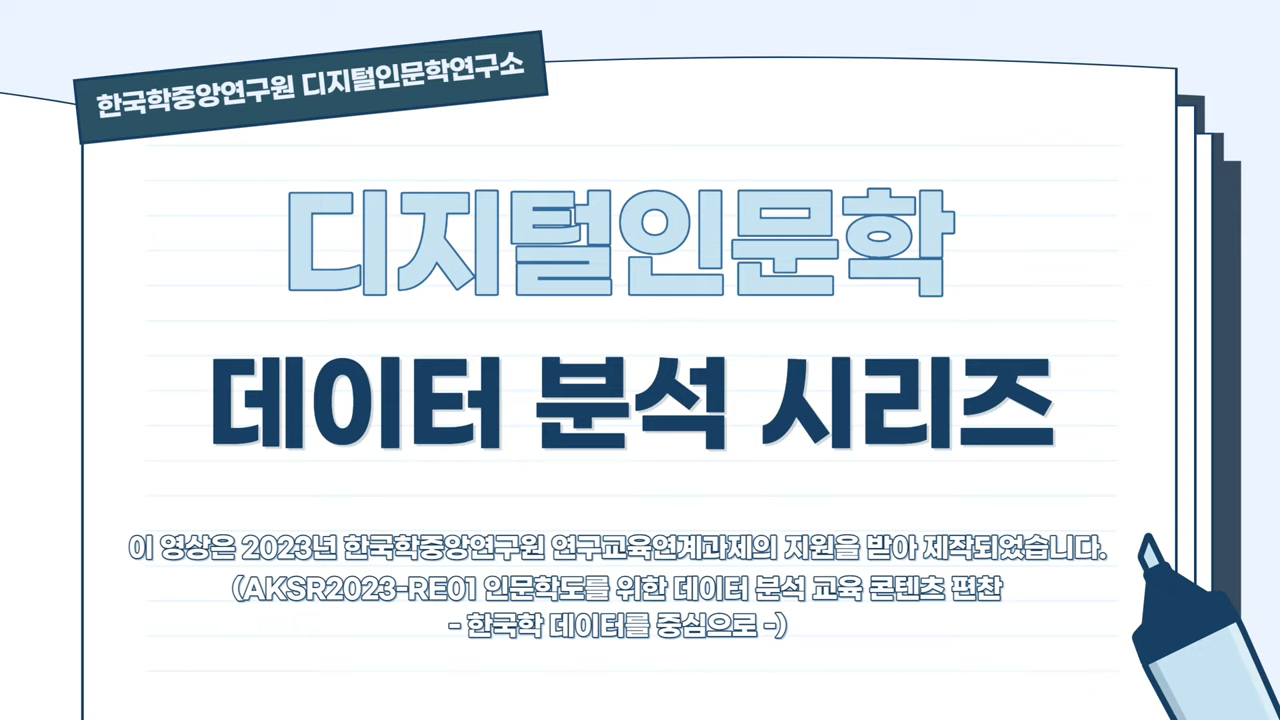 한국학중앙연구원 디지털인문학연구소
디지털인문학
데이터 분석 시리즈
이 영상은 2023년 한국학중앙연구원 연구교육연계과제의 지원을 받아 제작되었습니다.
(AKSR2023-RE01 인문학도를 위한 데이터 분석 교육 콘텐츠 편찬
- 한국학 데이터를 중심으로 -)